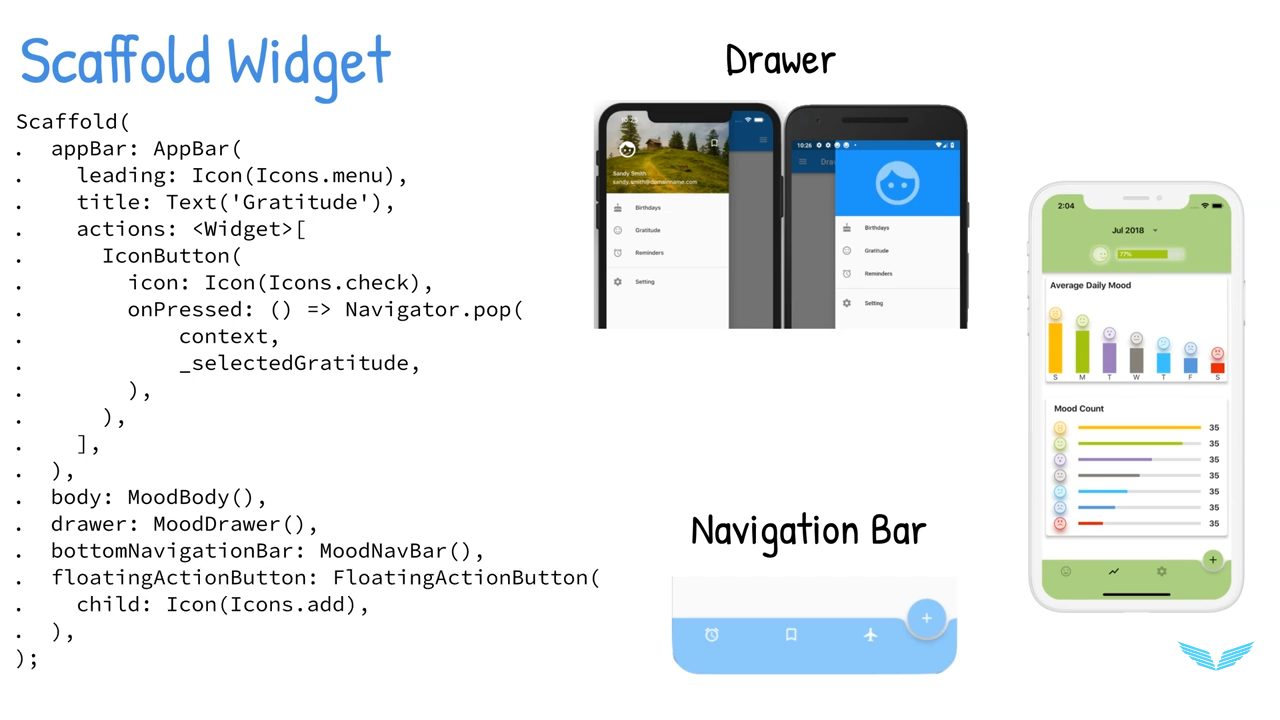 Scaffold Widget
Scaffold(
.  appBar: AppBar(
.    leading: Icon(Icons.menu),
.    title: Text('Gratitude'),
.    actions: <Widget>[
.      IconButton(
.        icon: Icon(Icons.check),
.        onPressed: () => Navigator.pop(
.            context,
.            _selectedGratitude,
.        ),
.      ),
.    ],
.  ),
.  body: MoodBody(),
.  drawer: MoodDrawer(),
.  bottomNavigationBar: MoodNavBar(),
.  floatingActionButton: FloatingActionButton(
.    child: Icon(Icons.add),
.  ),
);
Drawer
Sandy Smith
sandy.smith@domainname.com
Birthdays
Gratitude
Reminders
Setting
10:26
Birthdays
Gratitude
Reminders
Setting
Navigation Bar
2:04
Jul 2018
77%
Average Daily Mood
S M T W T F S
Mood Count
35
35
35
35
35
35
35